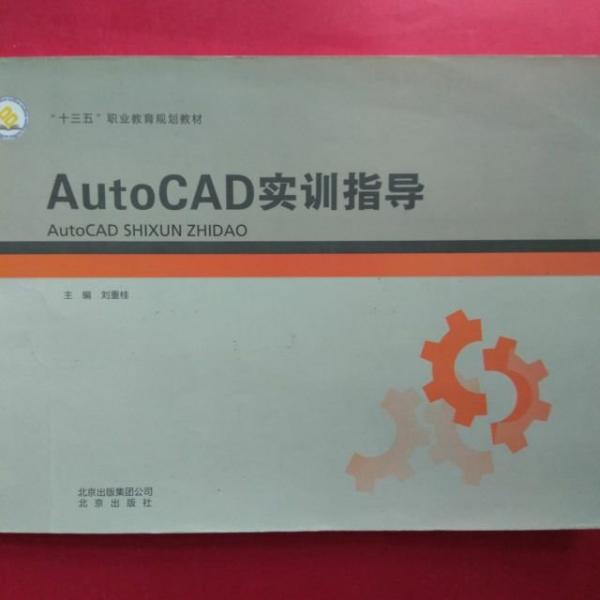 “十三五”职业教育规划教材
AutoCAD实训指导
AutoCAD SHIXUN ZHIDAO
主 编 刘重桂
北京出版集团公司
北 京 出 版 社